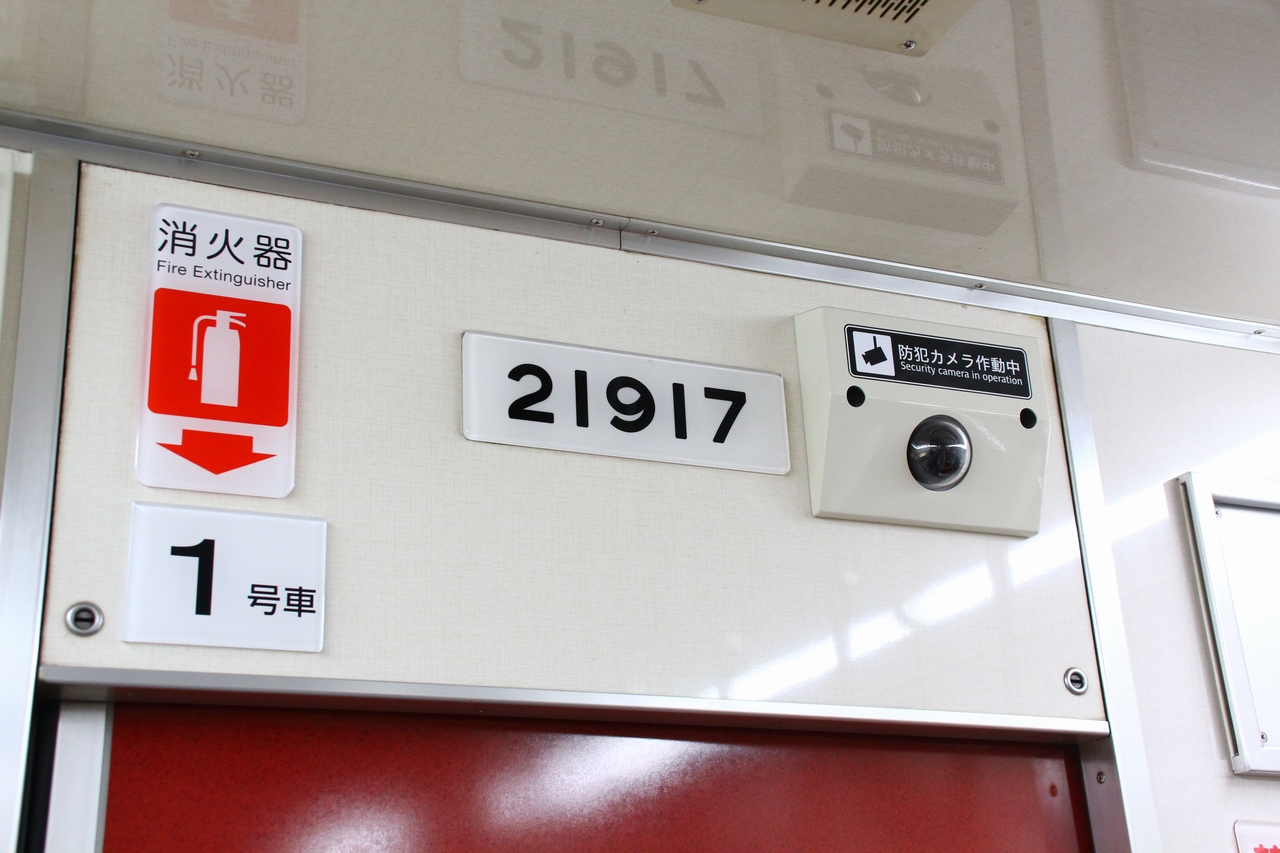 消火器
Fire Extinguisher
21917
防犯カメラ作動中
Security camera in operation
1号車